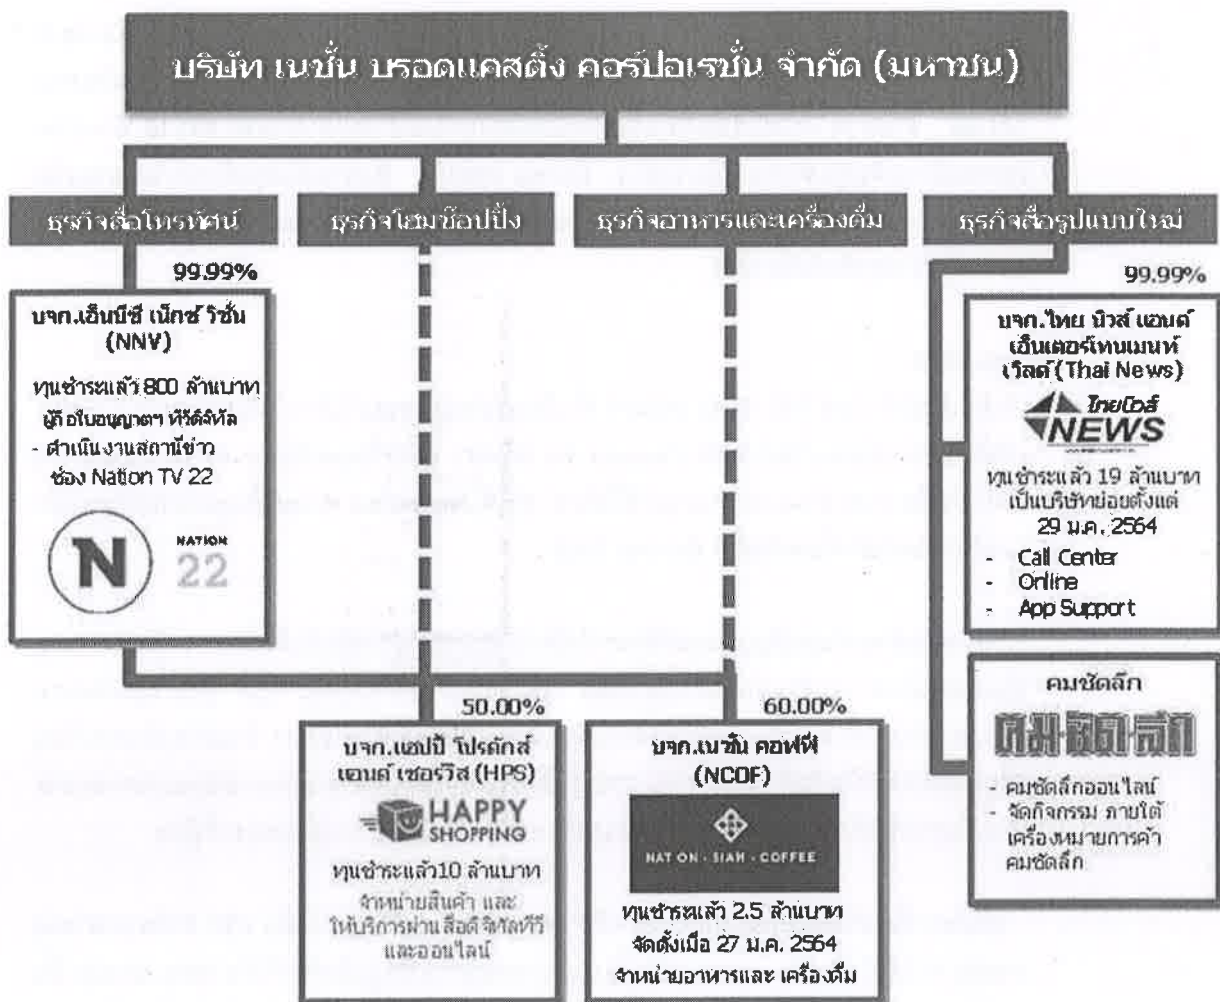 บริษัท เนชั่น บรอดแคสติ้ง คอร์ปอเรชั่น จำกัด (มหาชน)
ธุรกิจสื่อโทรทัศน์
ธุรกิจโฮมช้อปปิ้ง
ธุรกิจอาหารและเครื่องดื่ม
ธุรกิจสื่อรูปแบบใหม่
99.99%
บจก.เอ็นบีซี เน็กซ์ วิชั่น
(NNV)
ทุนชำระแล้ว 800 ล้านบาท
ผู้ถือใบอนุญาตฯ ทีวีดิจิทัล
- ดำเนินงานสถานีข่าว
ช่อง Nation TV 22
N
NATION
22
99.99%
บจก.ไทย นิวส์ แอนด์
เอ็นเตอร์เทนเมนท์
เวิลด์ (Thai News)
ไทยนิวส์
NEWS
ทุนชำระแล้ว 19 ล้านบาท
เป็นบริษัทย่อยตั้งแต่
29 ม.ค. 2564
- Call Center
- Online
- App Support
50.00%
บจก.แฮปปี้ โปรดักส์
แอนด์ เซอร์วิส (HPS)
HAPPY
SHOPPING
ทุนชำระแล้ว10 ล้านบาท
จำหน่ายสินค้า และ
ให้บริการผ่าน สื่อดิจิทัลทีวี
และออนไลน์
60.00%
บจก.เนชั่น คอฟฟี่
(NCOF)
NATION - SIAM - COFFEE
ทุนชำระแล้ว 2.5 ล้านบาท
จัดตั้งเมื่อ 27 ม.ค. 2564
จำหน่ายอาหารและ เครื่องดื่ม
คมชัดลึก
คม-ชัด-ลึก
- คมชัดลึกออนไลน์
- จัดกิจกรรม ภายใต้
เครื่องหมายการค้า
คมชัดลึก